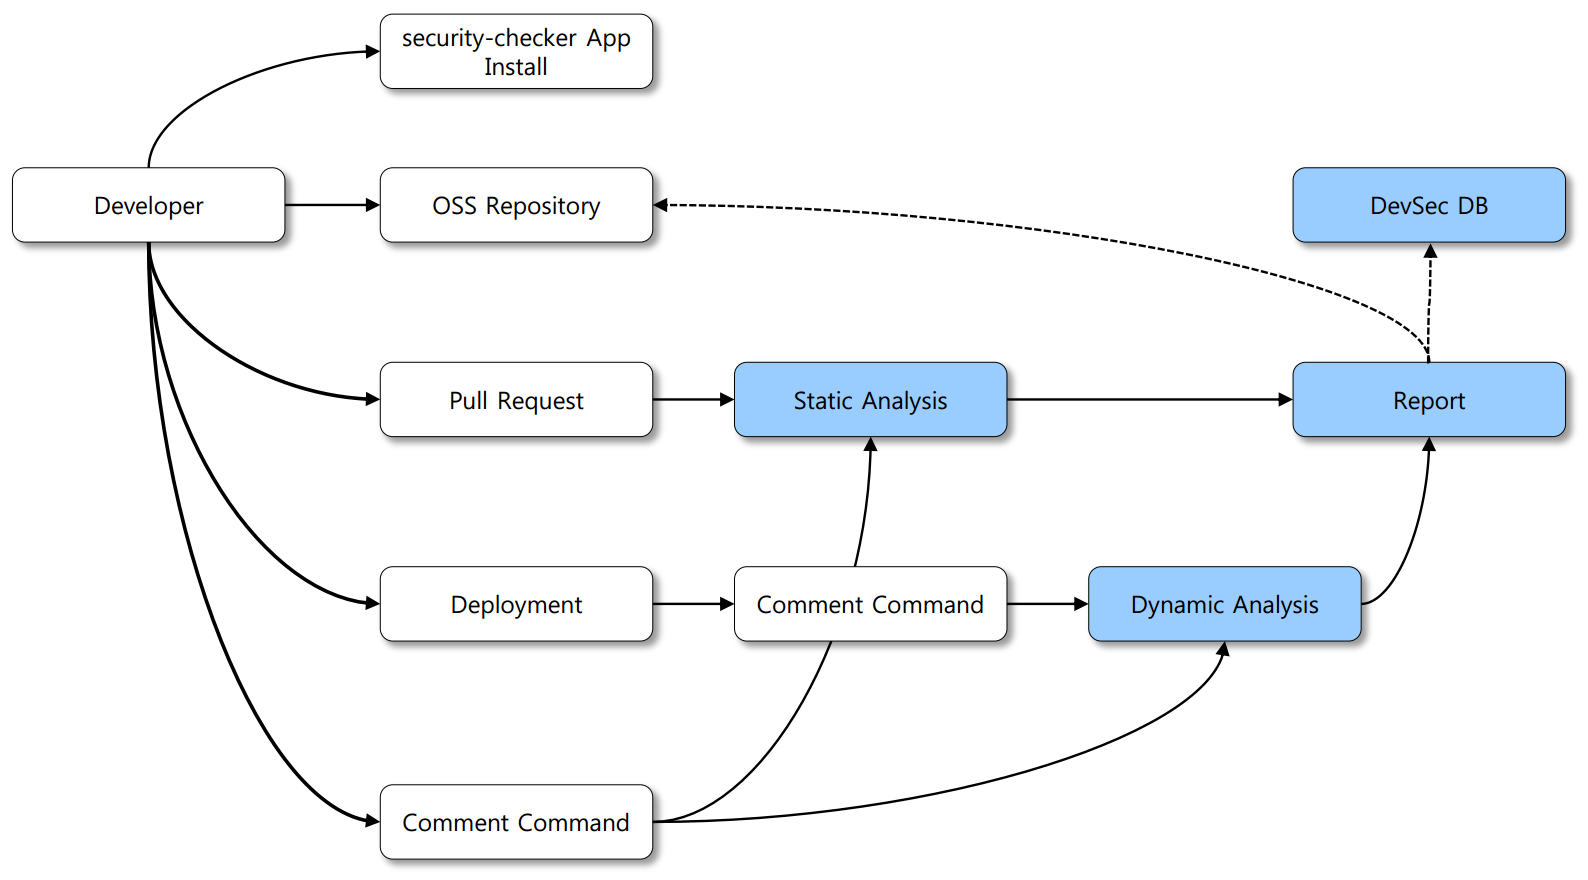 security-checker App
Install
Developer
OSS Repository
DevSec DB
Pull Request
Static Analysis
Report
Deployment
Comment Command
Dynamic Analysis
Comment Command